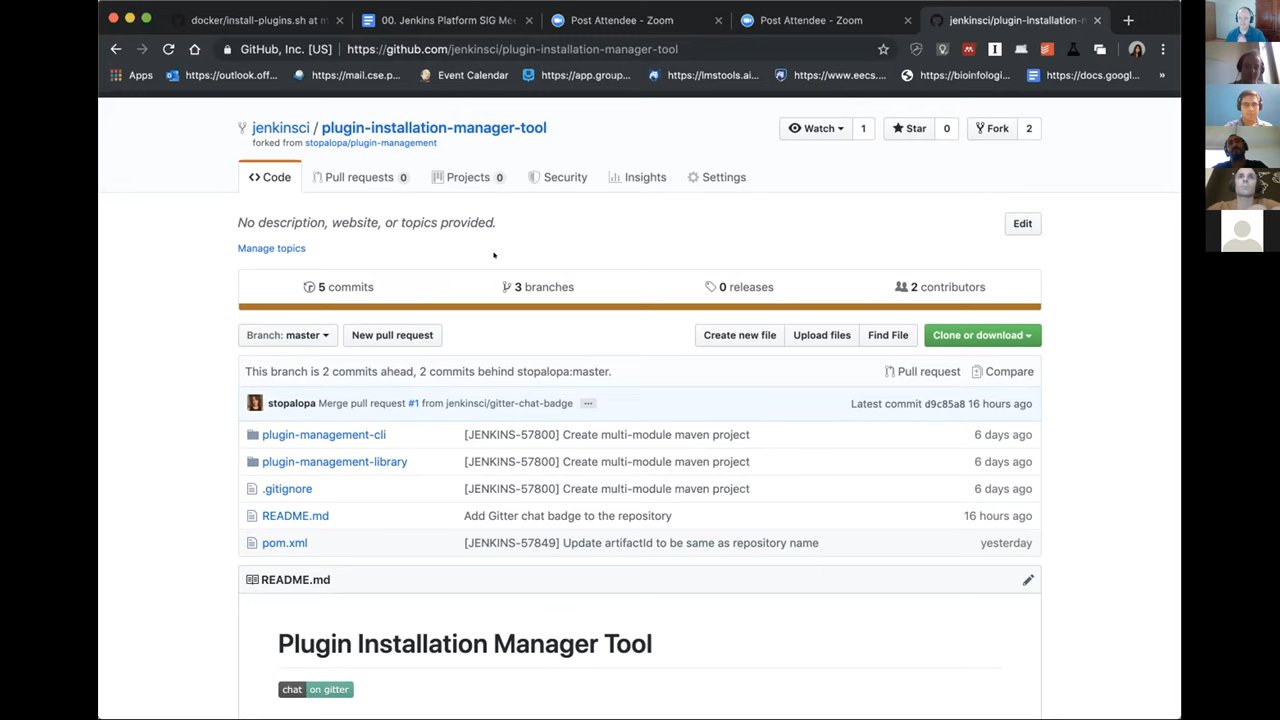 docker/install-plugins.sh at m
00. Jenkins Platform SIG Mee
Post Attendee - Zoom
Post Attendee - Zoom
jenkinsci/plugin-installation-m
GitHub, Inc. [US] | https://github.com/jenkinsci/plugin-installation-manager-tool
Apps https://outlook.off... https://mail.cse.p... Event Calendar https://app.group... https://lmstools.ai... https://www.eecs.... https://bioinfologi... https://docs.googl... »
jenkinsci / plugin-installation-manager-tool
Watch 1 Star 0 Fork 2
forked from stopalopa/plugin-management
Code Pull requests 0 Projects 0 Security Insights Settings
No description, website, or topics provided.
Edit
Manage topics
5 commits 3 branches 0 releases 2 contributors
Branch: master New pull request Create new file Upload files Find File Clone or download
This branch is 2 commits ahead, 2 commits behind stopalopa:master. Pull request Compare
stopalopa Merge pull request #1 from jenkinsci/gitter-chat-badge ... Latest commit d9c85a8 16 hours ago
plugin-management-cli [JENKINS-57800] Create multi-module maven project 6 days ago
plugin-management-library [JENKINS-57800] Create multi-module maven project 6 days ago
.gitignore [JENKINS-57800] Create multi-module maven project 6 days ago
README.md Add Gitter chat badge to the repository 16 hours ago
pom.xml [JENKINS-57849] Update artifactId to be same as repository name yesterday
README.md
Plugin Installation Manager Tool
chat on gitter